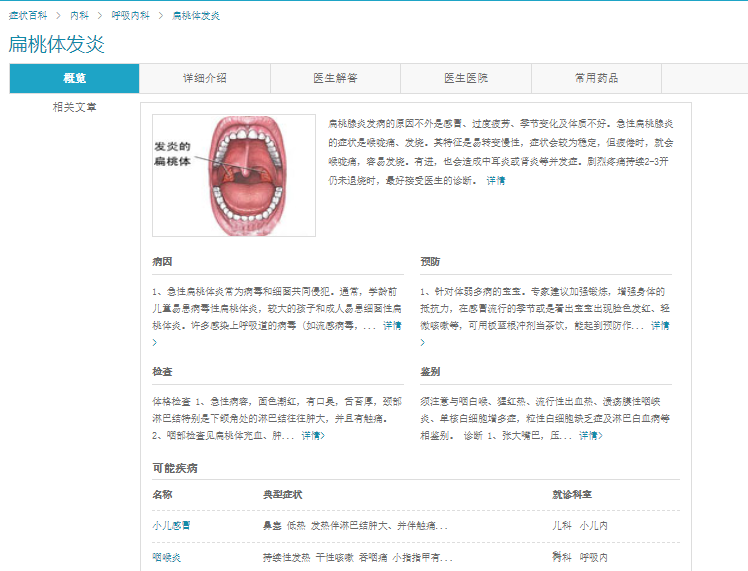 症状百科 > 内科 > 呼吸内科 > 扁桃体发炎
扁桃体发炎
概览 详细介绍 医生解答 医生医院 常用药品
相关文章
发炎的
扁桃体
扁桃腺炎发病的原因不外是感冒、过度疲劳、季节变化及体质不好。急性扁桃腺炎
的症状是喉咙痛、发烧。其特征是易转变慢性，症状会较为稳定，但疲倦时，就会
喉咙痛，容易发烧。有进，也会造成中耳炎或肾炎等并发症。剧烈疼痛持续2-3开
仍未退烧时，最好接受医生的诊断。 详情
病因
1、急性扁桃体炎常为病毒和细菌共同侵犯。通常，学龄前
儿童易患病毒性扁桃体炎，较大的孩子和成人易患细菌性扁
桃体炎。许多感染上呼吸道的病毒（如流感病毒，... 详情
>
预防
1、针对体弱多病的宝宝。专家建议加强锻炼，增强身体的
抵抗力，在感冒流行的季节或是看出宝宝出现脸色发红、轻
微咳嗽等，可用板蓝根冲剂当茶饮，能起到预防作... 详情
>
检查
体格检查 1、急性病容，面色潮红，有口臭，舌苔厚，颈部
淋巴结特别是下颌角处的淋巴结往往肿大，并且有触痛。
2、咽部检查见扁桃体充血、肿... 详情>
鉴别
须注意与咽白喉、猩红热、流行性出血热、溃疡膜性咽峡
炎、单核白细胞增多症，粒性白细胞缺乏症及淋巴白血病等
相鉴别。 诊断 1、张大嘴巴，压... 详情>
可能疾病
名称 典型症状 就诊科室
小儿感冒 鼻塞 低热 发热伴淋巴结肿大、并伴触痛... 儿科 小儿内
咽喉炎 持续性发热 干性咳嗽 吞咽痛 小指指甲有... 内科 呼吸内